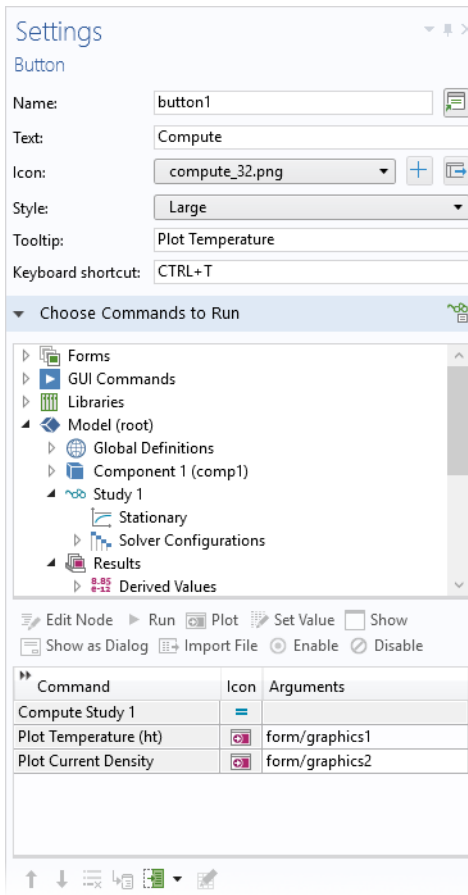 Settings
Button
Name: button1
Text: Compute
Icon: compute_32.png
Style: Large
Tooltip: Plot Temperature
Keyboard shortcut: CTRL+T
Choose Commands to Run
Forms
GUI Commands
Libraries
Model (root)
Global Definitions
Component 1 (comp1)
Study 1
Stationary
Solver Configurations
Results
8.85
e-12 Derived Values
Edit Node Run Plot Set Value Show
Show as Dialog Import File Enable Disable
Command Icon Arguments
Compute Study 1 =
Plot Temperature (ht) form/graphics1
Plot Current Density form/graphics2